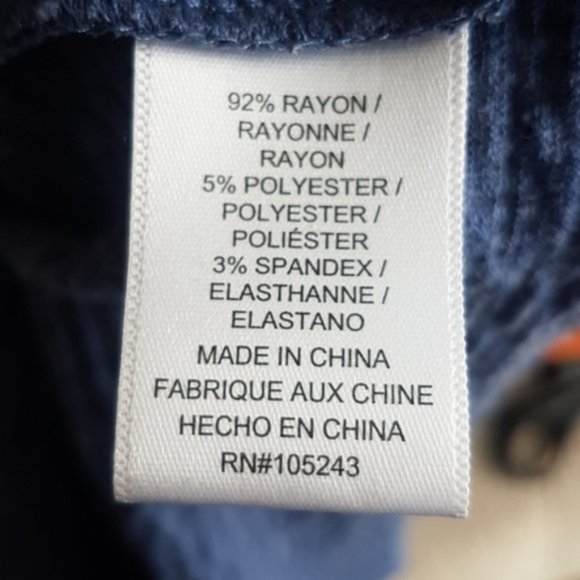 92% RAYON /
RAYONNE /
RAYON
5% POLYESTER /
POLYESTER /
POLIÉSTER
3% SPANDEX /
ELASTHANNE /
ELASTANO
MADE IN CHINA
FABRIQUE AUX CHINE
HECHO EN CHINA
RN#105243